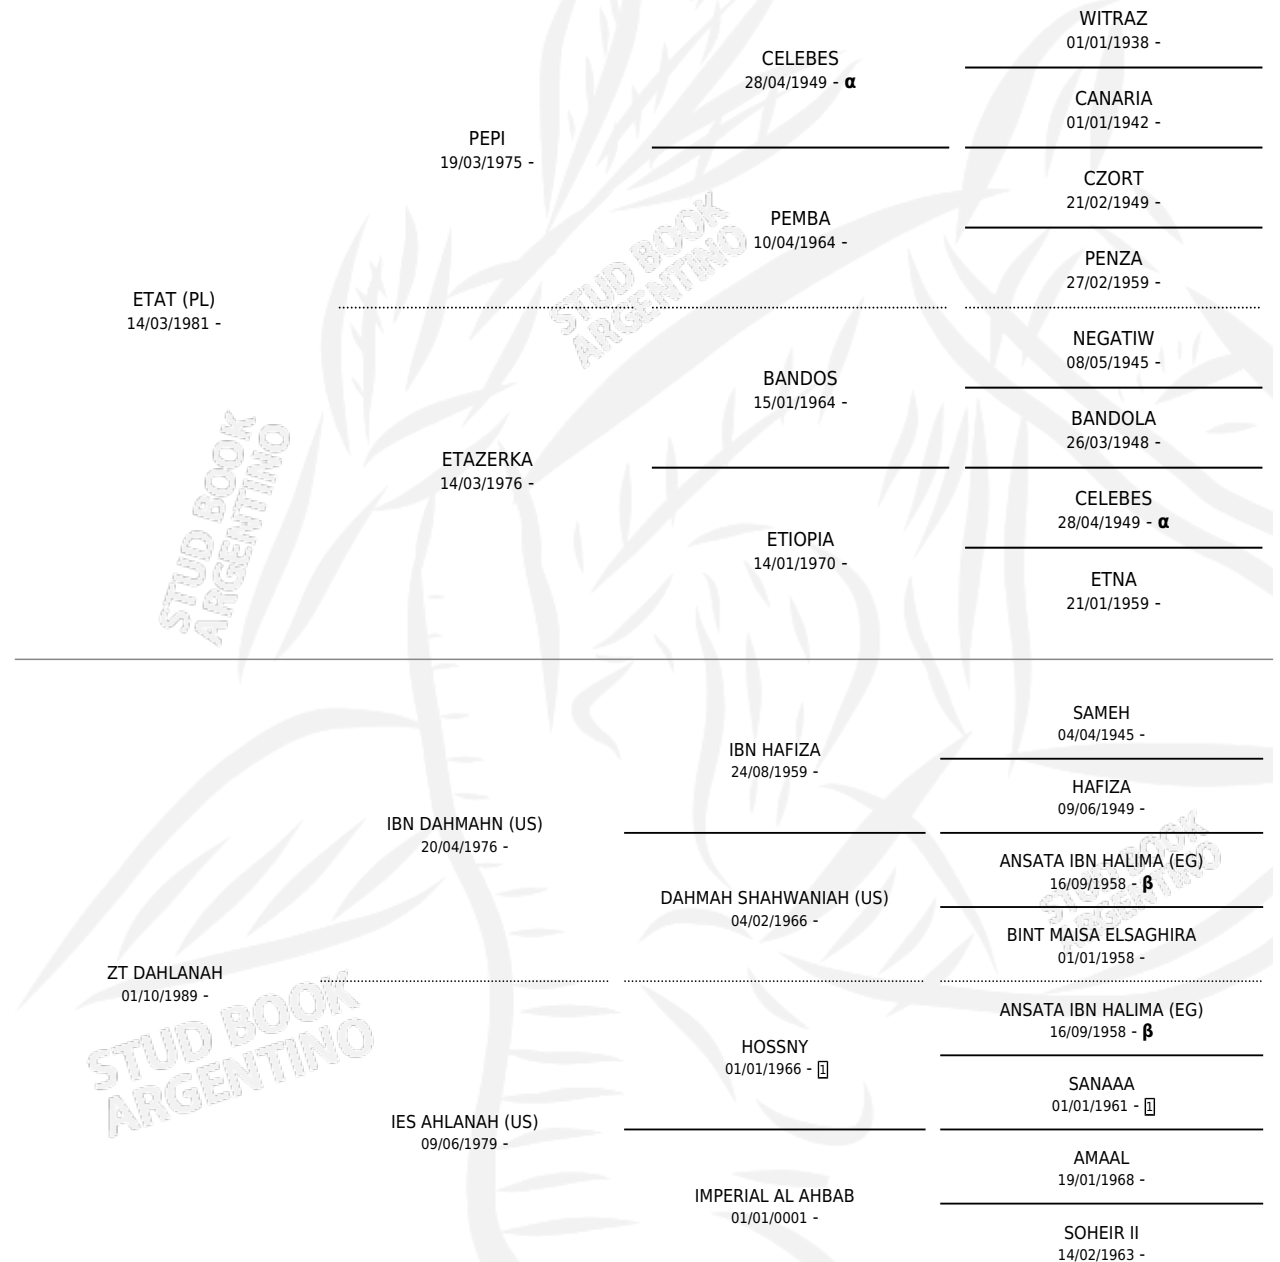 WITRAZ
01/01/1938 -
CELEBES
28/04/1949 - α
CANARIA
01/01/1942 -
PEPI
19/03/1975 -
CZORT
21/02/1949 -
PEMBA
10/04/1964 -
PENZA
27/02/1959 -
ETAT (PL)
14/03/1981 -
NEGATIW
08/05/1945 -
BANDOS
15/01/1964 -
BANDOLA
26/03/1948 -
ETAZERKA
14/03/1976 -
CELEBES
28/04/1949 - α
ETIOPIA
14/01/1970 -
ETNA
21/01/1959 -
STUD BOOK
ARGENTINO
STUD BOOK
ARGENTINO
SAMEH
04/04/1945 -
IBN HAFIZA
24/08/1959 -
HAFIZA
09/06/1949 -
IBN DAHMAHN (US)
20/04/1976 -
ANSATA IBN HALIMA (EG)
16/09/1958 - β
DAHMAH SHAHWANIAH (US)
04/02/1966 -
BINT MAISA ELSAGHIRA
01/01/1958 -
ZT DAHLANAH
01/10/1989 -
ANSATA IBN HALIMA (EG)
16/09/1958 - β
HOSSNY
01/01/1966 - 1
SANAAA
01/01/1961 - 1
IES AHLANAH (US)
09/06/1979 -
AMAAL
19/01/1968 -
IMPERIAL AL AHBAB
01/01/0001 -
SOHEIR II
14/02/1963 -
STUD BOOK
ARGENTINO
STUD BOOK
ARGENTINO